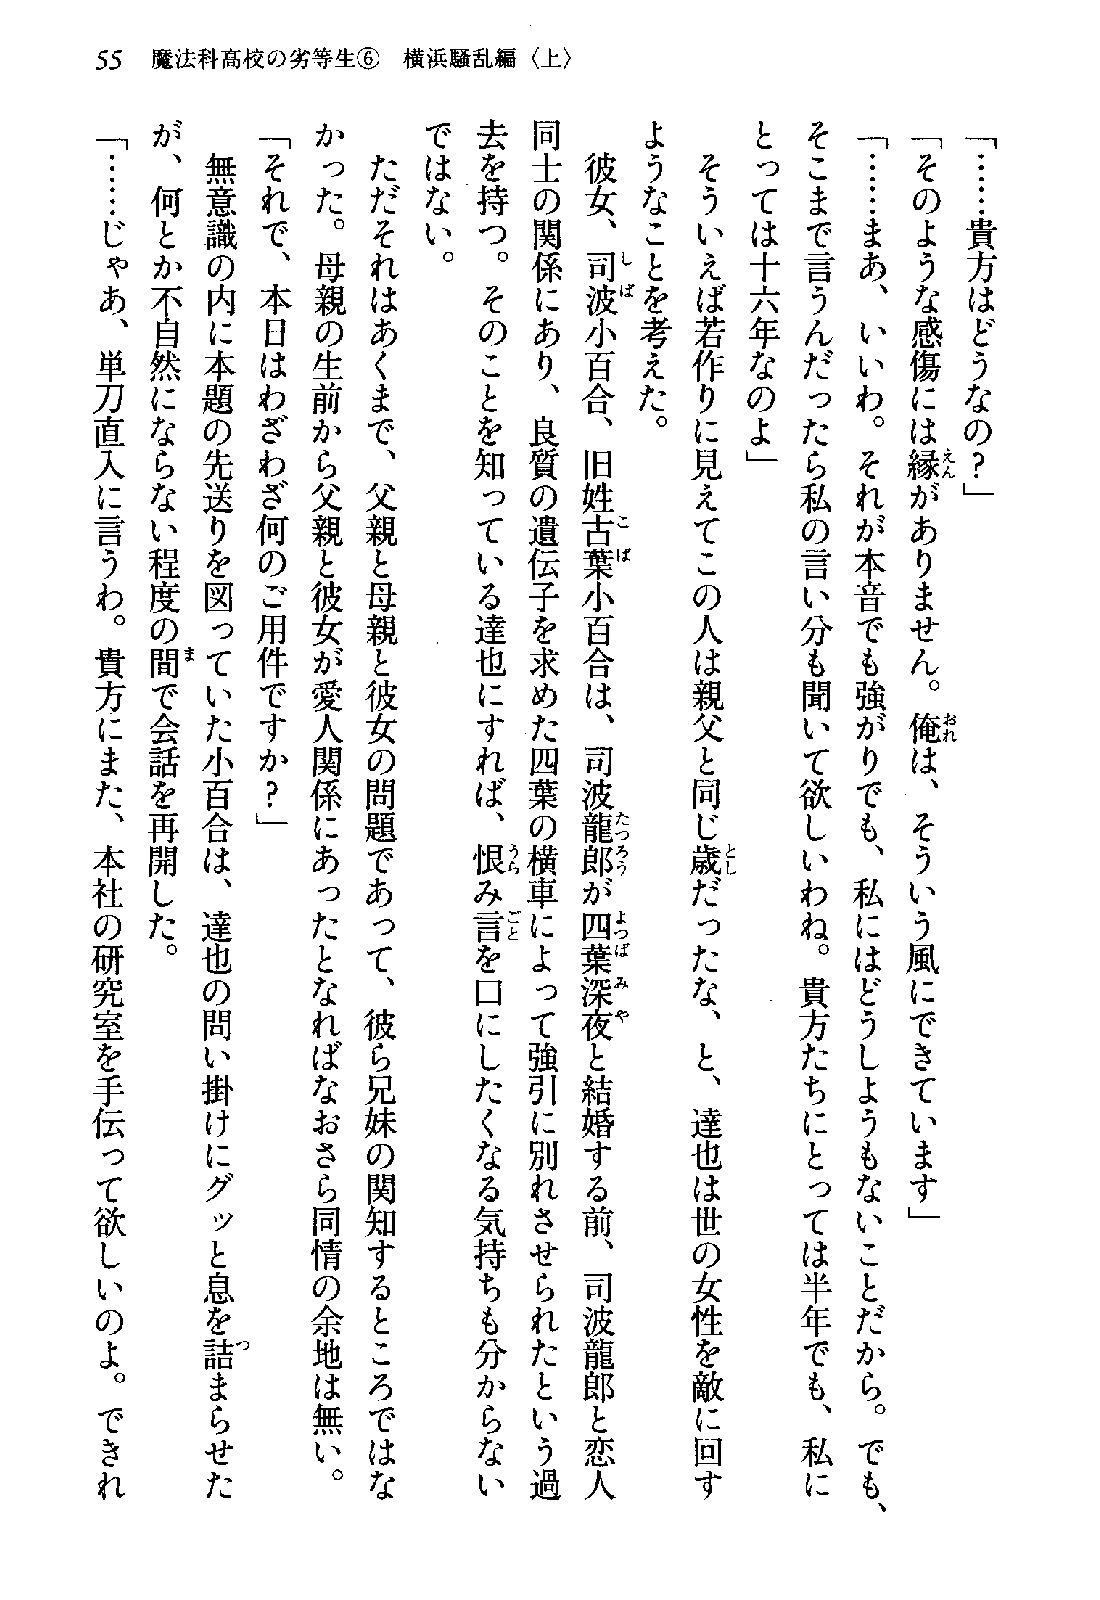 55 魔法科高校の劣等生⑥ 横浜騒乱編〈上〉
「……貴方はどうなの?」
「そのような感傷には縁がありません。俺は、そういう風にできています」
「……まあ、いいわ。それが本音でも強がりでも、私にはどうしようもないことだから。でも、
そこまで言うんだったら私の言い分も聞いて欲しいわね。貴方たちにとっては半年でも、私に
とっては十六年なのよ」
そういえば若作りに見えてこの人は親父と同じ歳だったな、と、達也は世の女性を敵に回す
ようなことを考えた。
彼女、司波小百合、旧姓古葉小百合は、司波龍郎が四葉深夜と結婚する前、司波龍郎と恋人
同士の関係にあり、良質の遺伝子を求めた四葉の横車によって強引に別れさせられたという過
去を持つ。そのことを知っている達也にすれば、恨み言を口にしたくなる気持ちも分からない
ではない。
ただそれはあくまで、父親と母親と彼女の問題であって、彼ら兄妹の関知するところではな
かった。母親の生前から父親と彼女が愛人関係にあったとなればなおさら同情の余地は無い。
「それで、本日はわざわざ何のご用件ですか?」
無意識の内に本題の先送りを図っていた小百合は、達也の問い掛けにグッと息を詰まらせた
が、何とか不自然にならない程度の間で会話を再開した。
「……じゃあ、単刀直入に言うわ。貴方にまた、本社の研究室を手伝って欲しいのよ。できれ